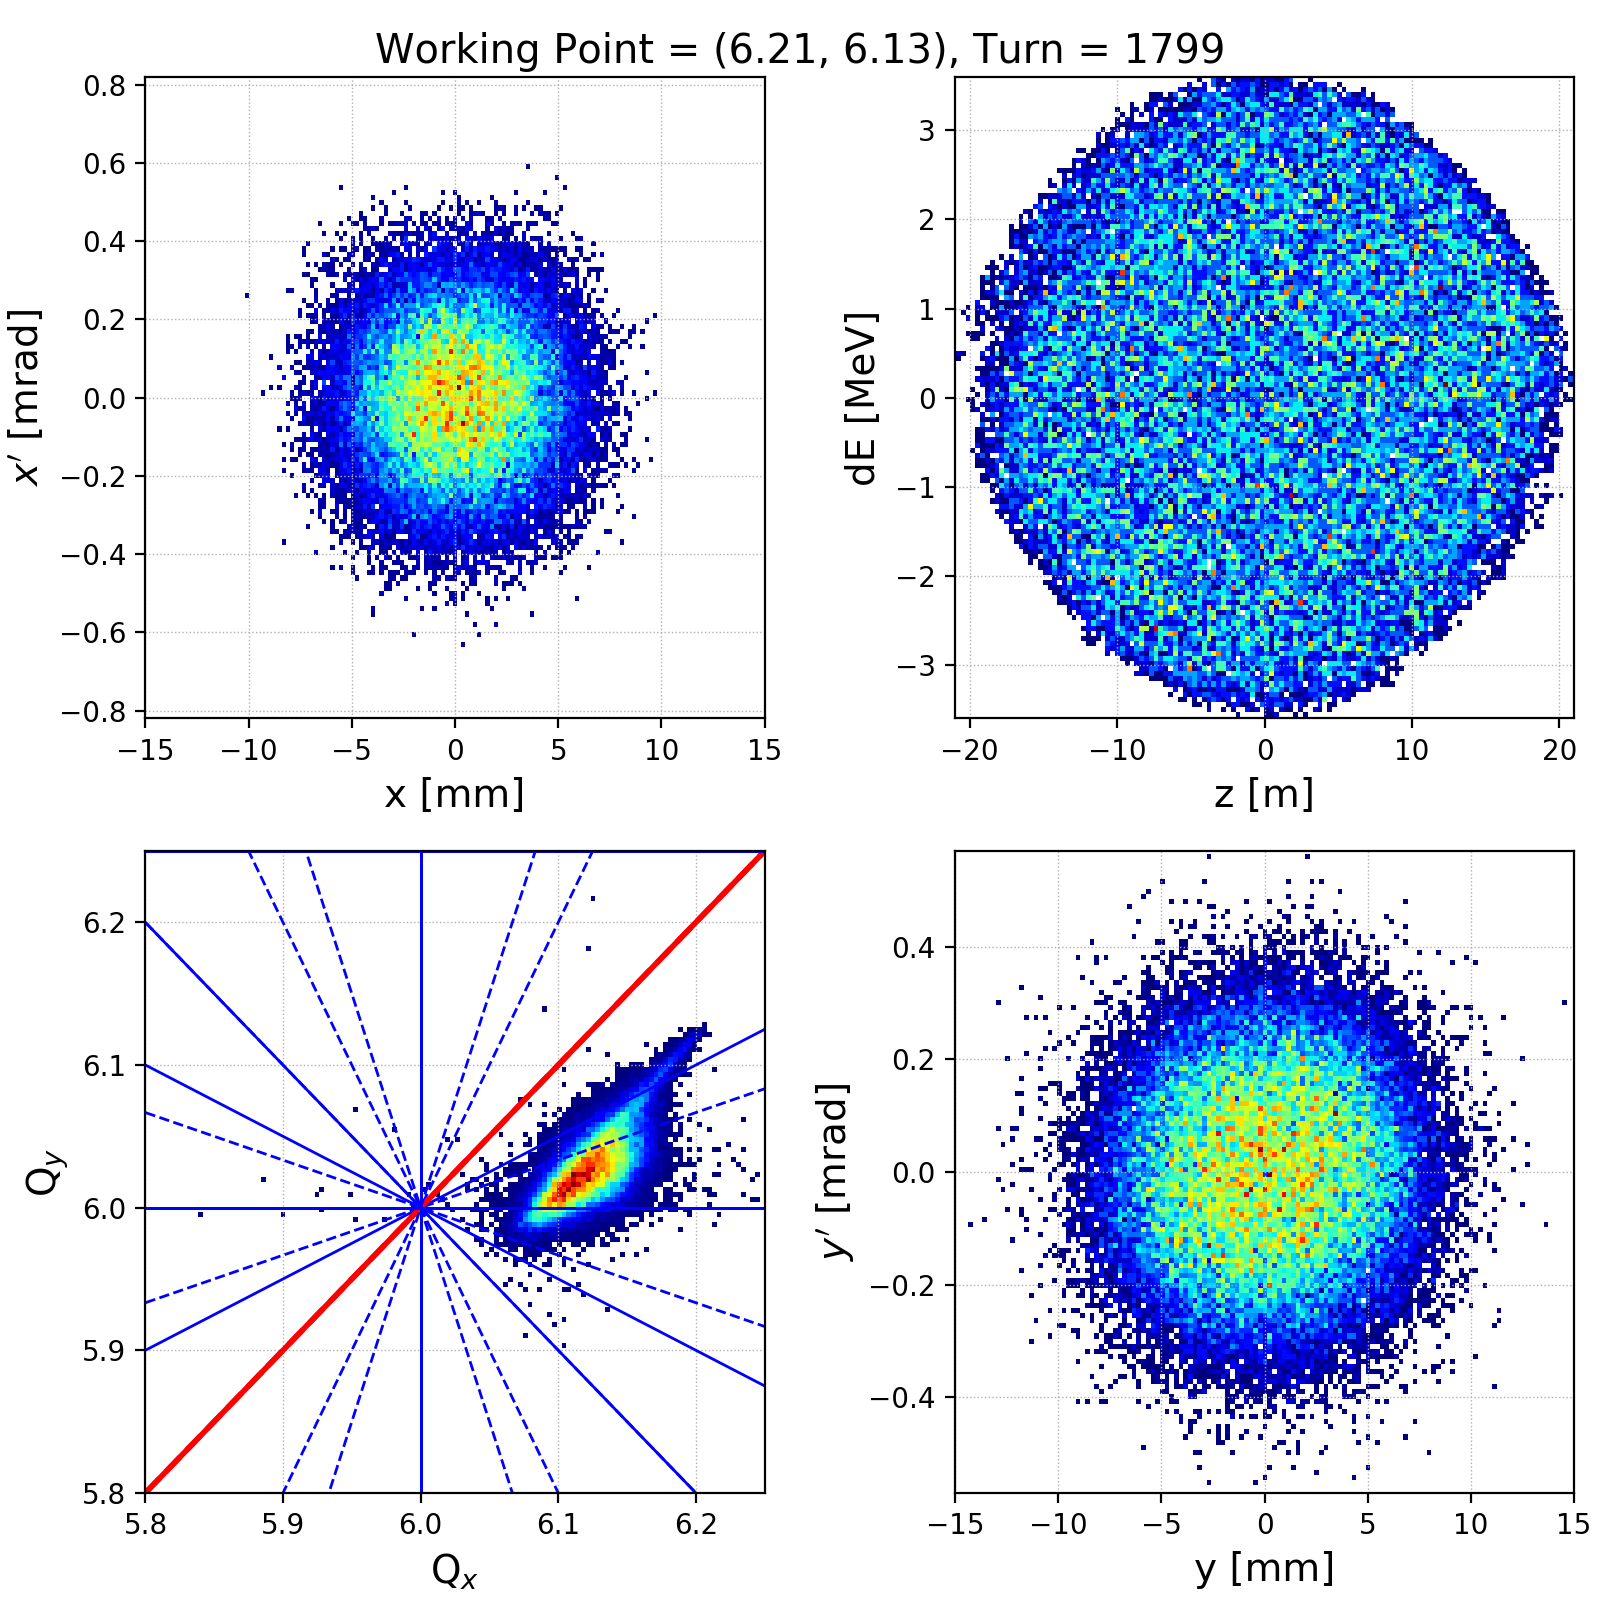 Working Point = (6.21, 6.13), Turn = 1799
0.8
0.6
0.4
0.2
0.0
−0.2
−0.4
−0.6
−0.8
x′ [mrad]
−15 −10 −5 0 5 10 15
x [mm]
3
2
1
0
−1
−2
−3
dE [MeV]
−20 −10 0 10 20
z [m]
6.2
6.1
6.0
5.9
5.8
Qy
5.8 5.9 6.0 6.1 6.2
Qx
0.4
0.2
0.0
−0.2
−0.4
y′ [mrad]
−15 −10 −5 0 5 10 15
y [mm]